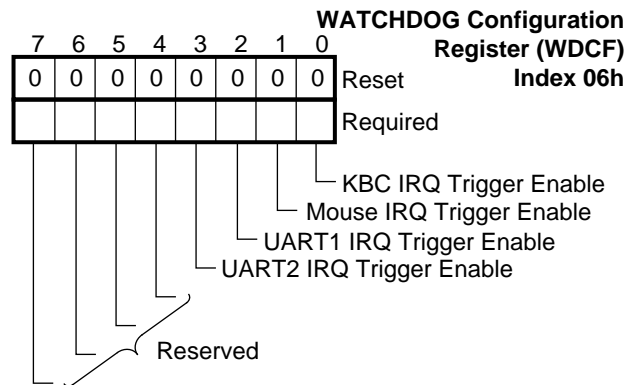 WATCHDOG Configuration
Register (WDCF)
Index 06h
7 6 5 4 3 2 1 0
0 0 0 0 0 0 0 0 Reset
Required
KBC IRQ Trigger Enable
Mouse IRQ Trigger Enable
UART1 IRQ Trigger Enable
UART2 IRQ Trigger Enable
Reserved